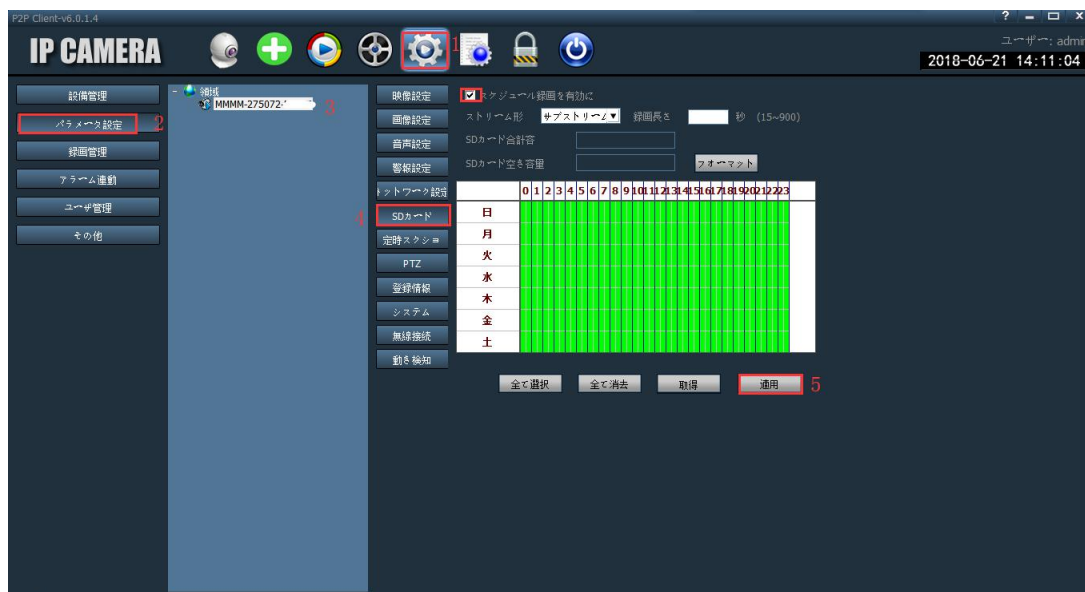 P2P Client-v6.0.1.4
IP CAMERA
1
ユーザー: admin
2018-06-21 14:11:04
設備管理
パラメータ設定 2
録画管理
アラーム連動
ユーザ管理
その他
領域
MMMM-275072-
3
映像設定
画像設定
音声設定
警報設定
ネットワーク設定
4 SDカード
定時スクショ
PTZ
登録情報
システム
無線接続
動き検知
スケジュール録画を有効に
ストリーム形 サブストリーム 録画長さ 秒 (15~900)
SDカード合計容
SDカード空き容量 フォーマット
0 1 2 3 4 5 6 7 8 9 10 11 12 13 14 15 16 17 18 19 20 21 22 23
日
月
火
水
木
金
土
全て選択 全て消去 取得 適用 5